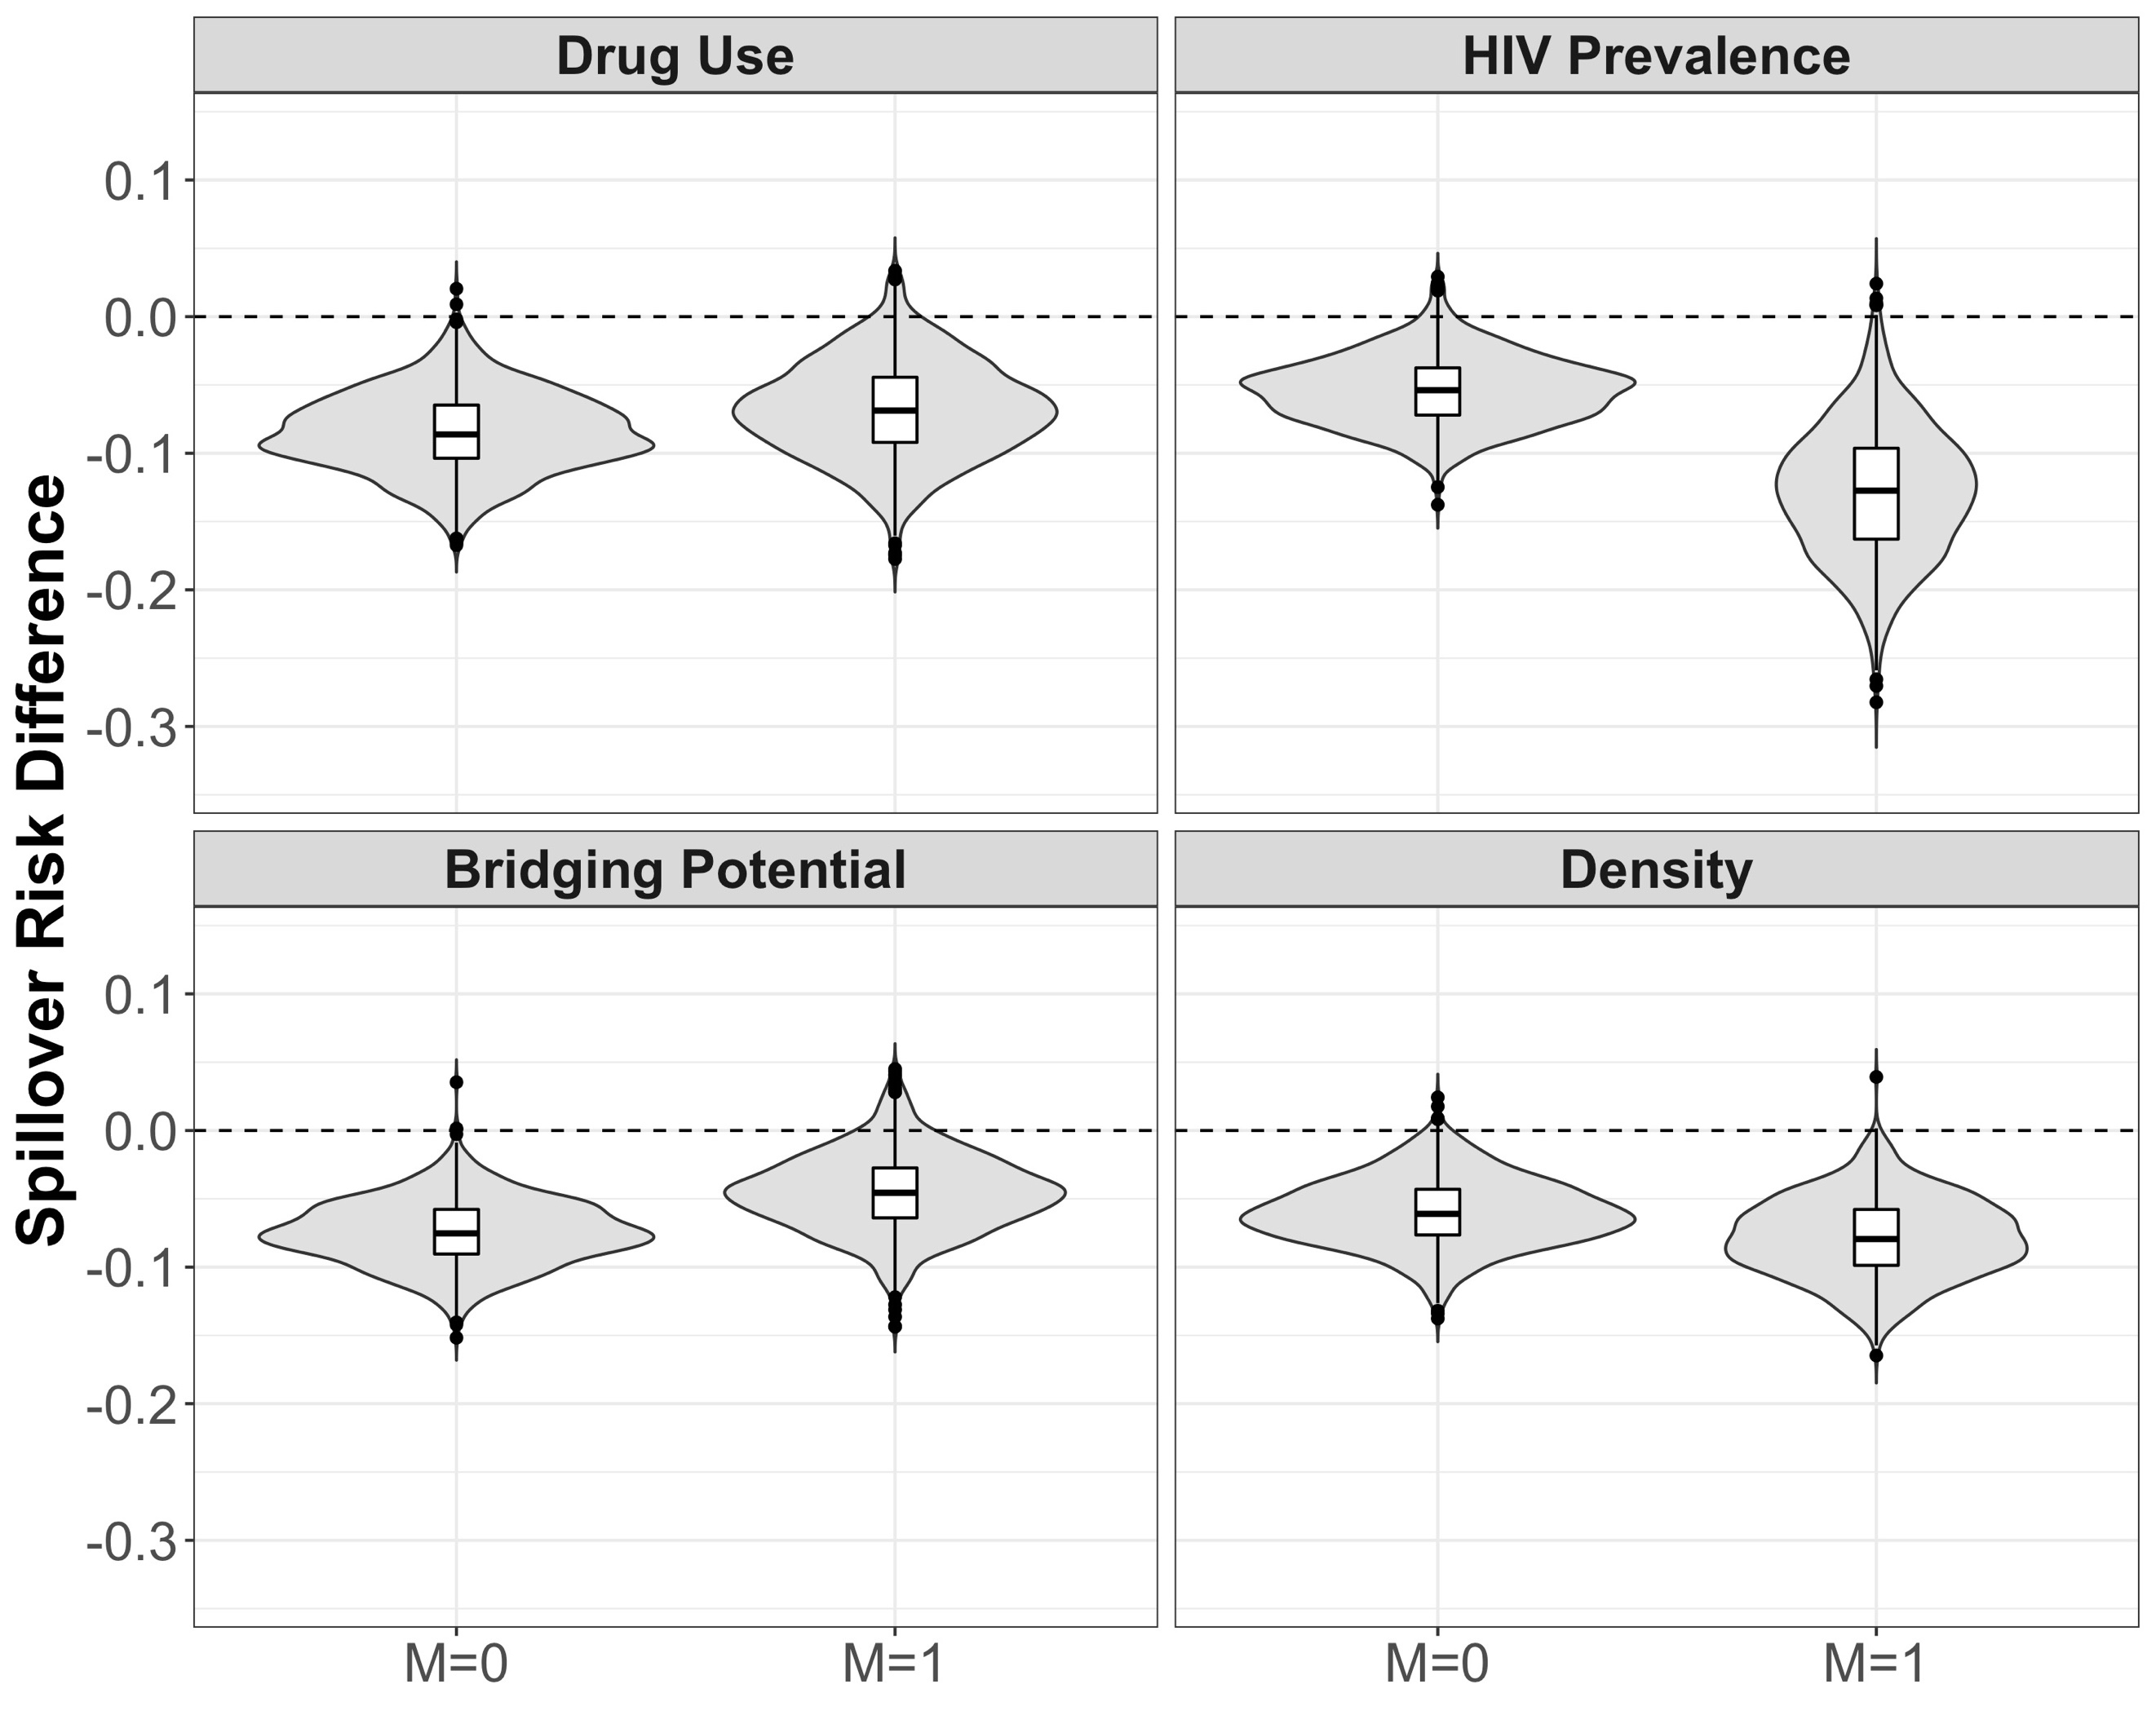 Spillover Risk Difference
Drug Use
HIV Prevalence
0.1
0.0
-0.1
-0.2
-0.3
Bridging Potential
Density
0.1
0.0
-0.1
-0.2
-0.3
M=0
M=1
M=0
M=1